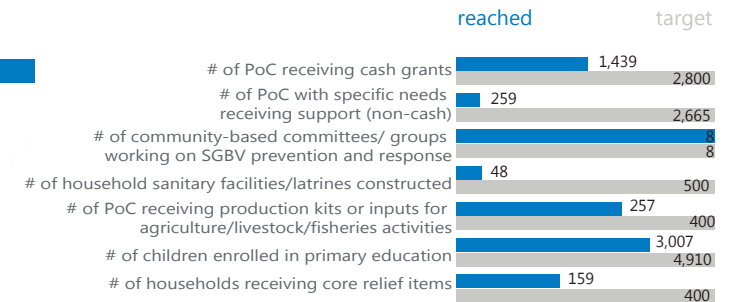 reached target
# of PoC receiving cash grants 1,439
2,800
# of PoC with specific needs
receiving support (non-cash) 259
2,665
# of community-based committees/ groups
working on SGBV prevention and response 8
8
# of household sanitary facilities/latrines constructed 48
500
# of PoC receiving production kits or inputs for
agriculture/livestock/fisheries activities 257
400
# of children enrolled in primary education 3,007
4,910
# of households receiving core relief items 159
400